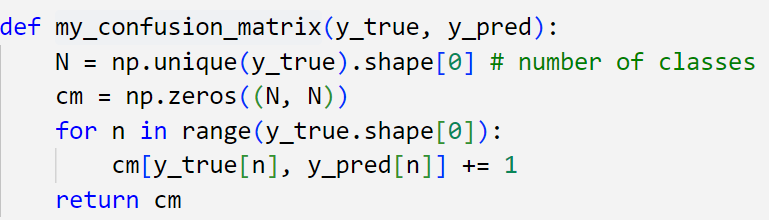 def my_confusion_matrix(y_true, y_pred):
    N = np.unique(y_true).shape[0] # number of classes
    cm = np.zeros((N, N))
    for n in range(y_true.shape[0]):
        cm[y_true[n], y_pred[n]] += 1
    return cm